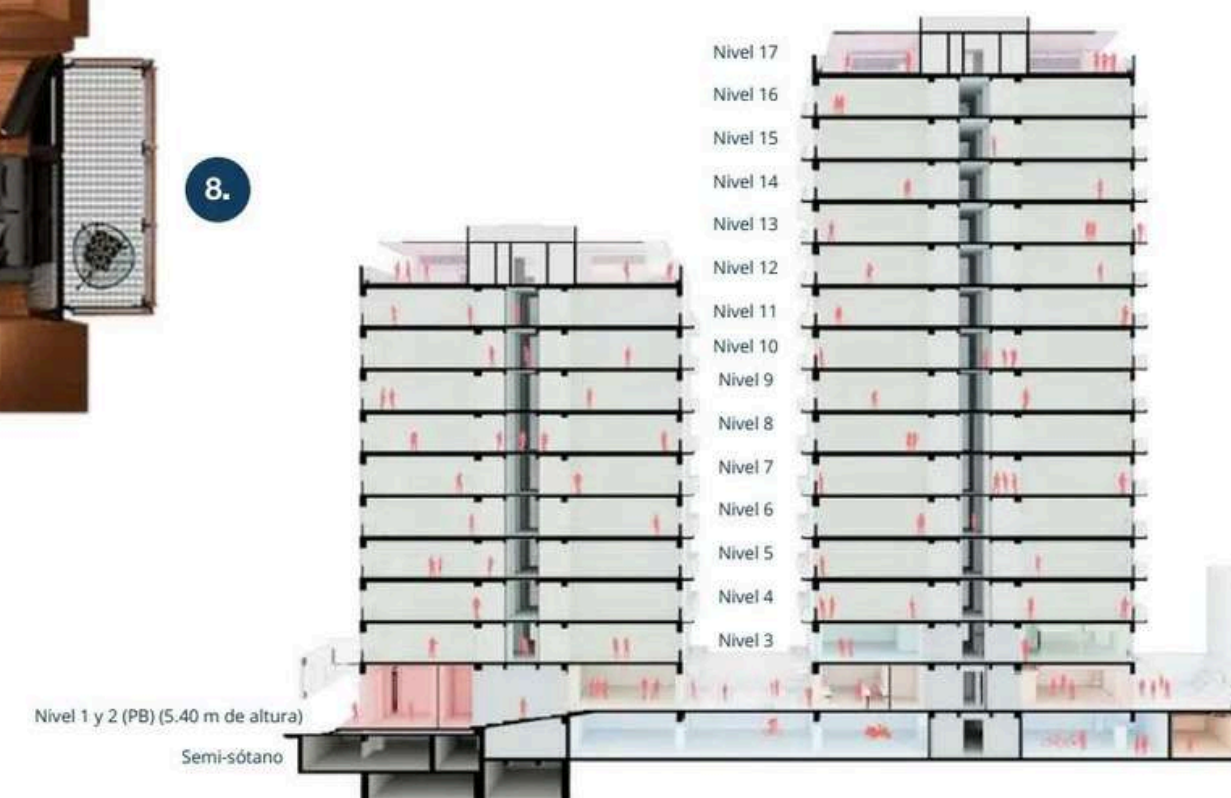 8.
Nivel 17
Nivel 16
Nivel 15
Nivel 14
Nivel 13
Nivel 12
Nivel 11
Nivel 10
Nivel 9
Nivel 8
Nivel 7
Nivel 6
Nivel 5
Nivel 4
Nivel 3
Nivel 1 y 2 (PB) (5.40 m de altura)
Semi-sótano